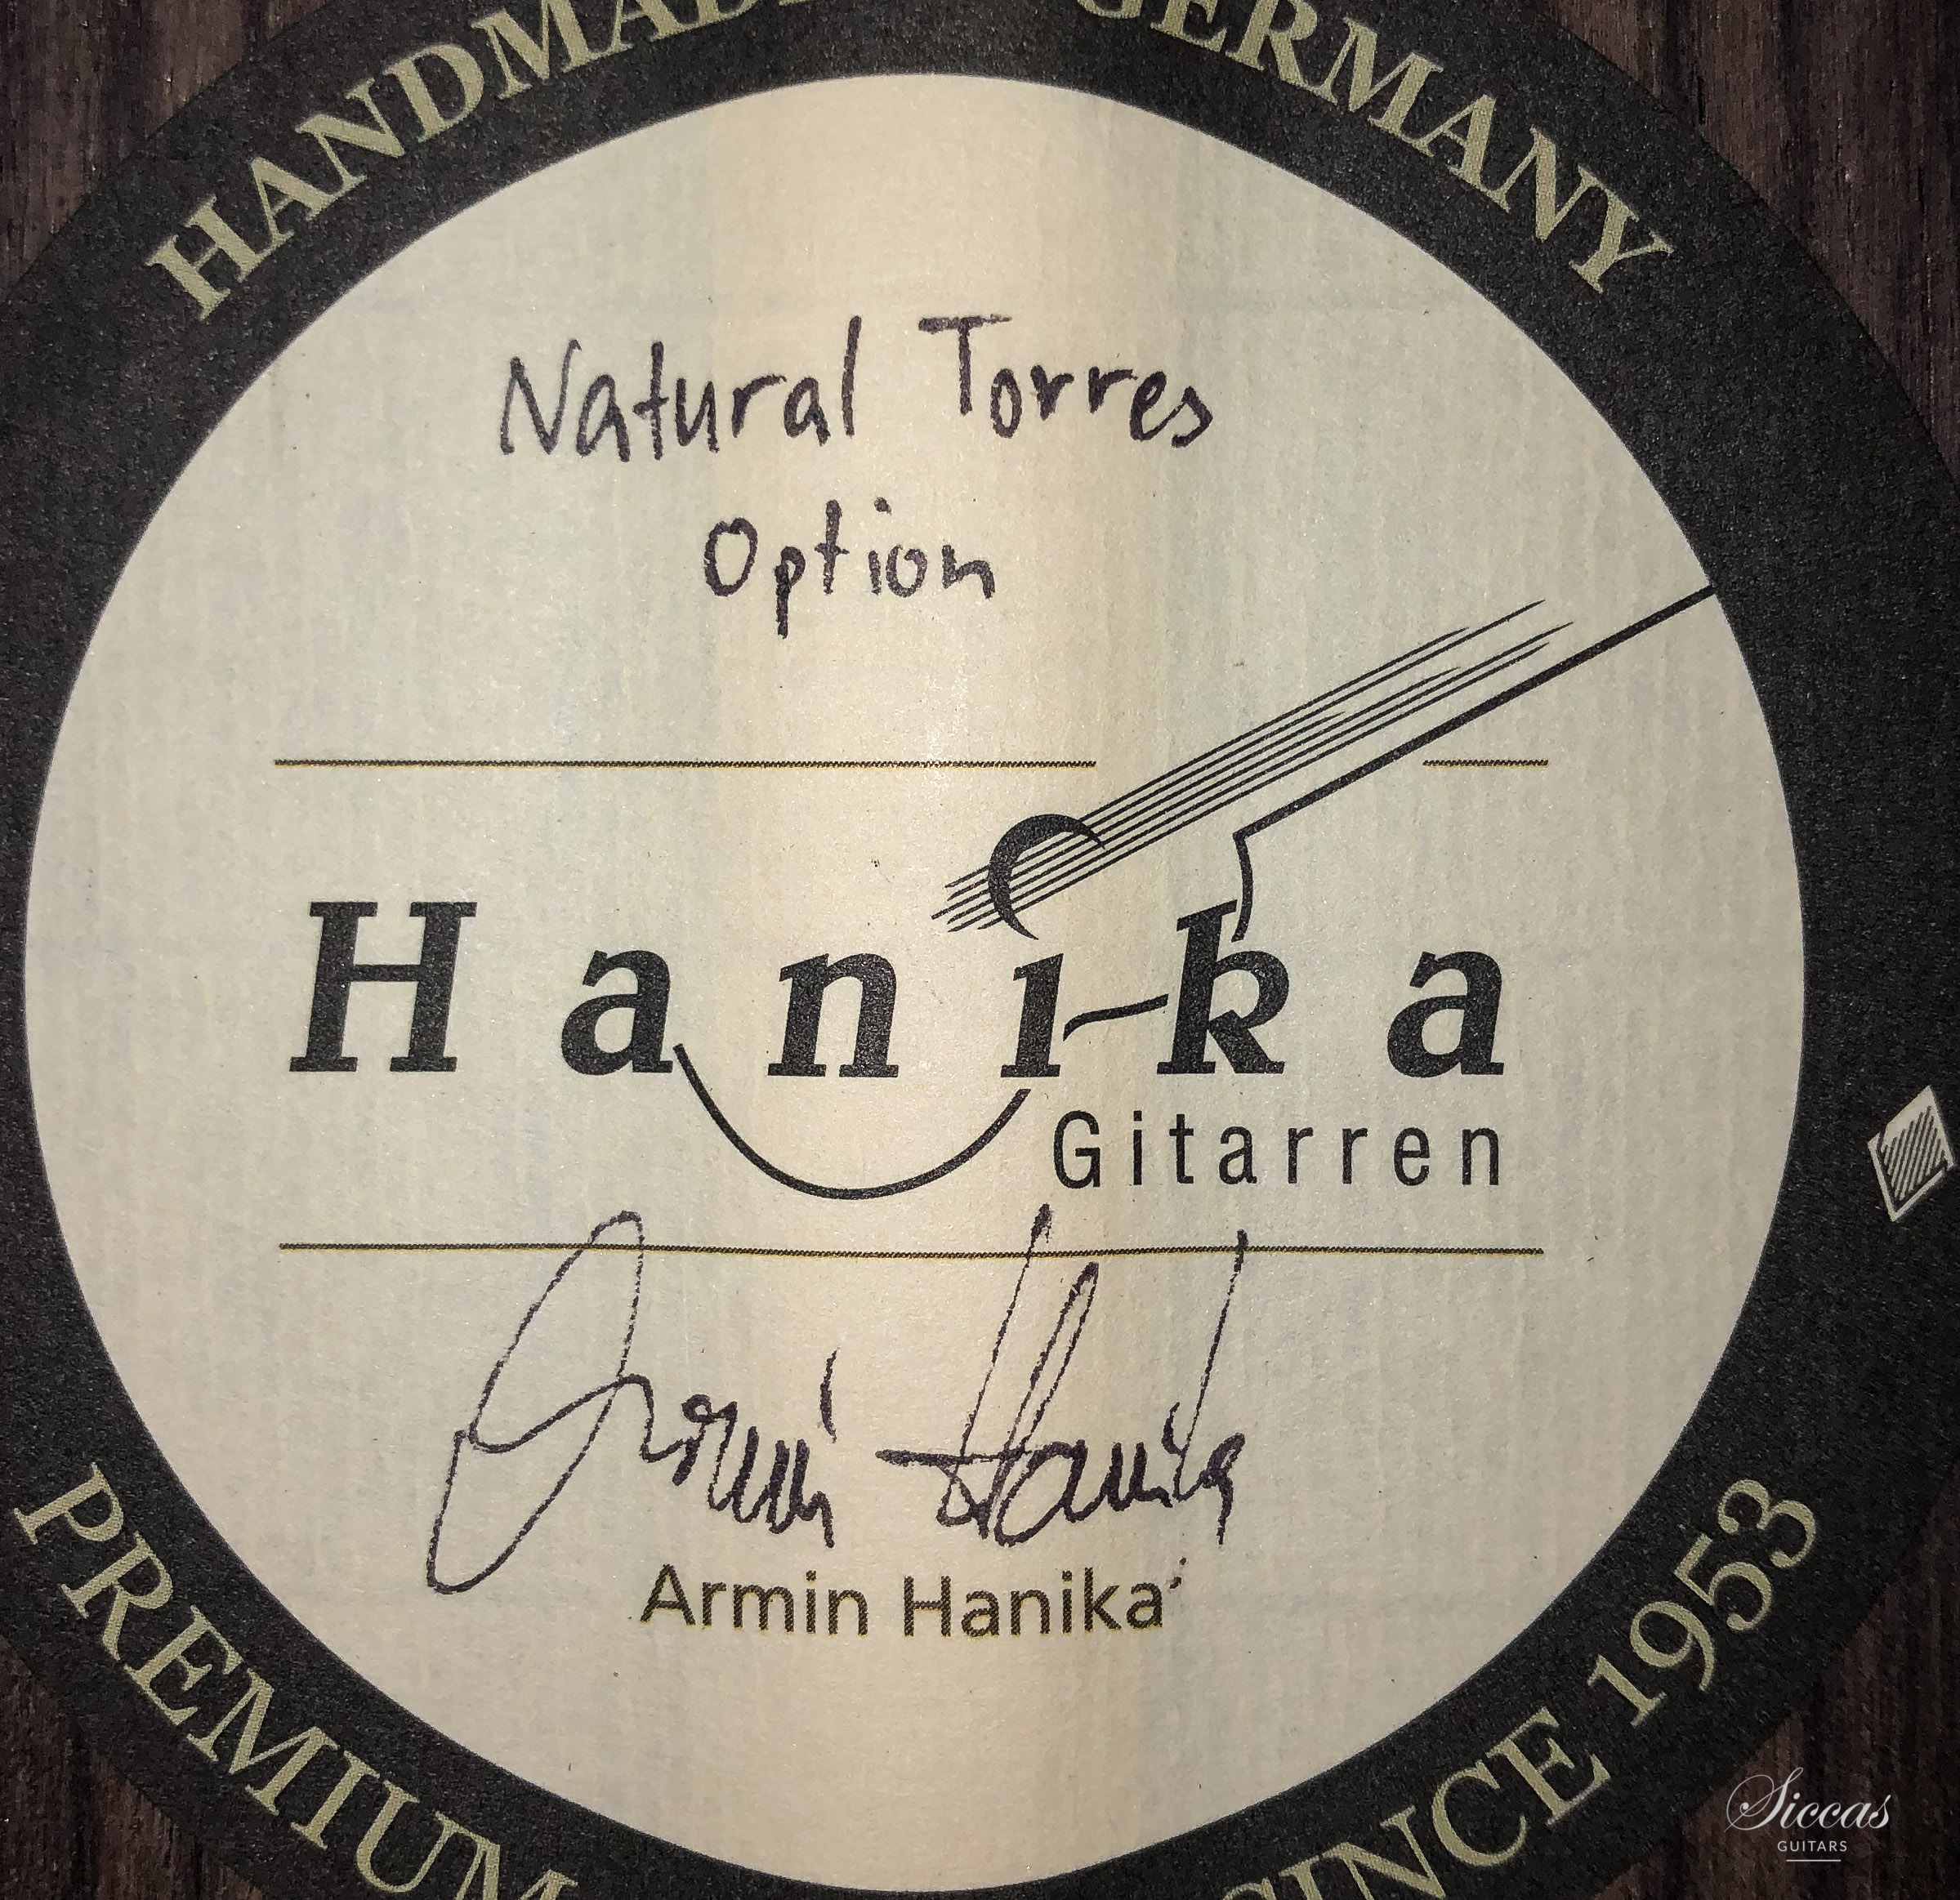 HANDMADE GERMANY
Natural Torres
Option
Hanika
Gitarren
Armin Hanika
Armin Hanika
PREMIUM SINCE 1953
Siccas
GUITARS